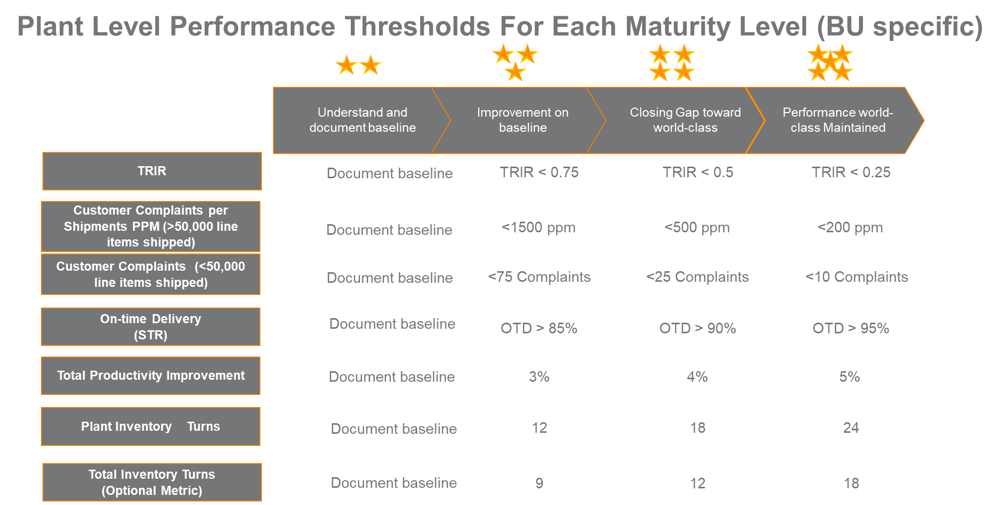 Plant Level Performance Thresholds For Each Maturity Level (BU specific)
Understand and
document baseline
Improvement on
baseline
Closing Gap toward
world-class
Performance world-
class Maintained
TRIR
Document baseline
TRIR < 0.75
TRIR < 0.5
TRIR < 0.25
Customer Complaints per
Shipments PPM (>50,000 line
items shipped)
Document baseline
<1500 ppm
<500 ppm
<200 ppm
Customer Complaints (<50,000
line items shipped)
Document baseline
<75 Complaints
<25 Complaints
<10 Complaints
On-time Delivery
(STR)
Document baseline
OTD > 85%
OTD > 90%
OTD > 95%
Total Productivity Improvement
Document baseline
3%
4%
5%
Plant Inventory Turns
Document baseline
12
18
24
Total Inventory Turns
(Optional Metric)
Document baseline
9
12
18